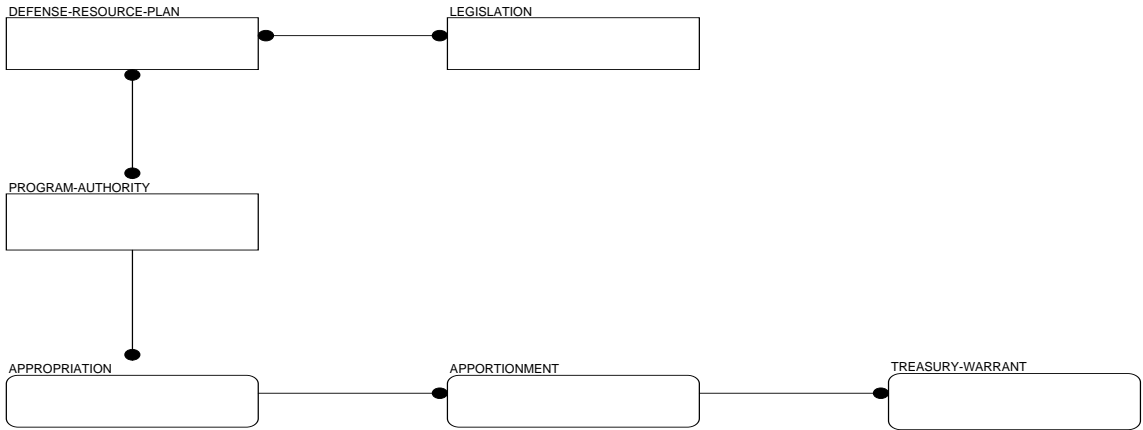 DEFENSE-RESOURCE-PLAN
LEGISLATION
PROGRAM-AUTHORITY
APPROPRIATION
APPORTIONMENT
TREASURY-WARRANT